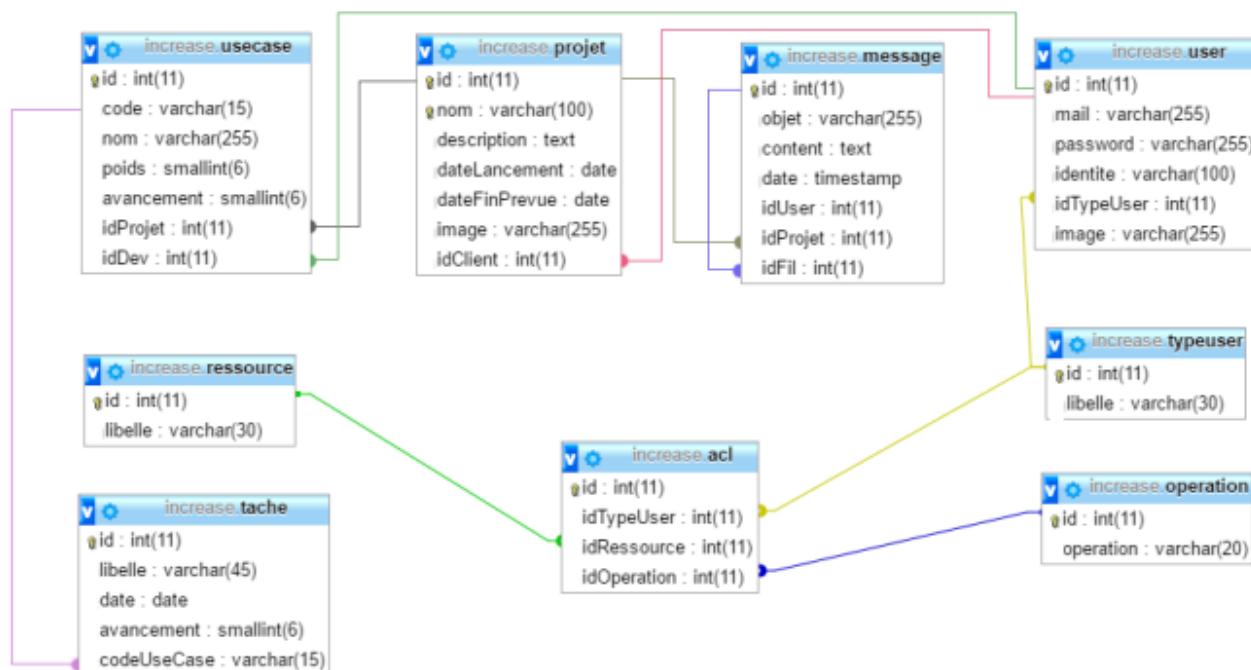 increase.usecase
id : int(11)
code : varchar(15)
nom : varchar(255)
poids : smallint(6)
avancement : smallint(6)
idProjet : int(11)
idDev : int(11)
increase.projet
id : int(11)
nom : varchar(100)
description : text
dateLancement : date
dateFinPrevue : date
image : varchar(255)
idClient : int(11)
increase.message
id : int(11)
objet : varchar(255)
content : text
date : timestamp
idUser : int(11)
idProjet : int(11)
idFil : int(11)
increase.user
id : int(11)
mail : varchar(255)
password : varchar(255)
identite : varchar(100)
idTypeUser : int(11)
image : varchar(255)
increase.ressource
id : int(11)
libelle : varchar(30)
increase.typeuser
id : int(11)
libelle : varchar(30)
increase.acl
id : int(11)
idTypeUser : int(11)
idRessource : int(11)
idOperation : int(11)
increase.operation
id : int(11)
operation : varchar(20)
increase.tache
id : int(11)
libelle : varchar(45)
date : date
avancement : smallint(6)
codeUseCase : varchar(15)